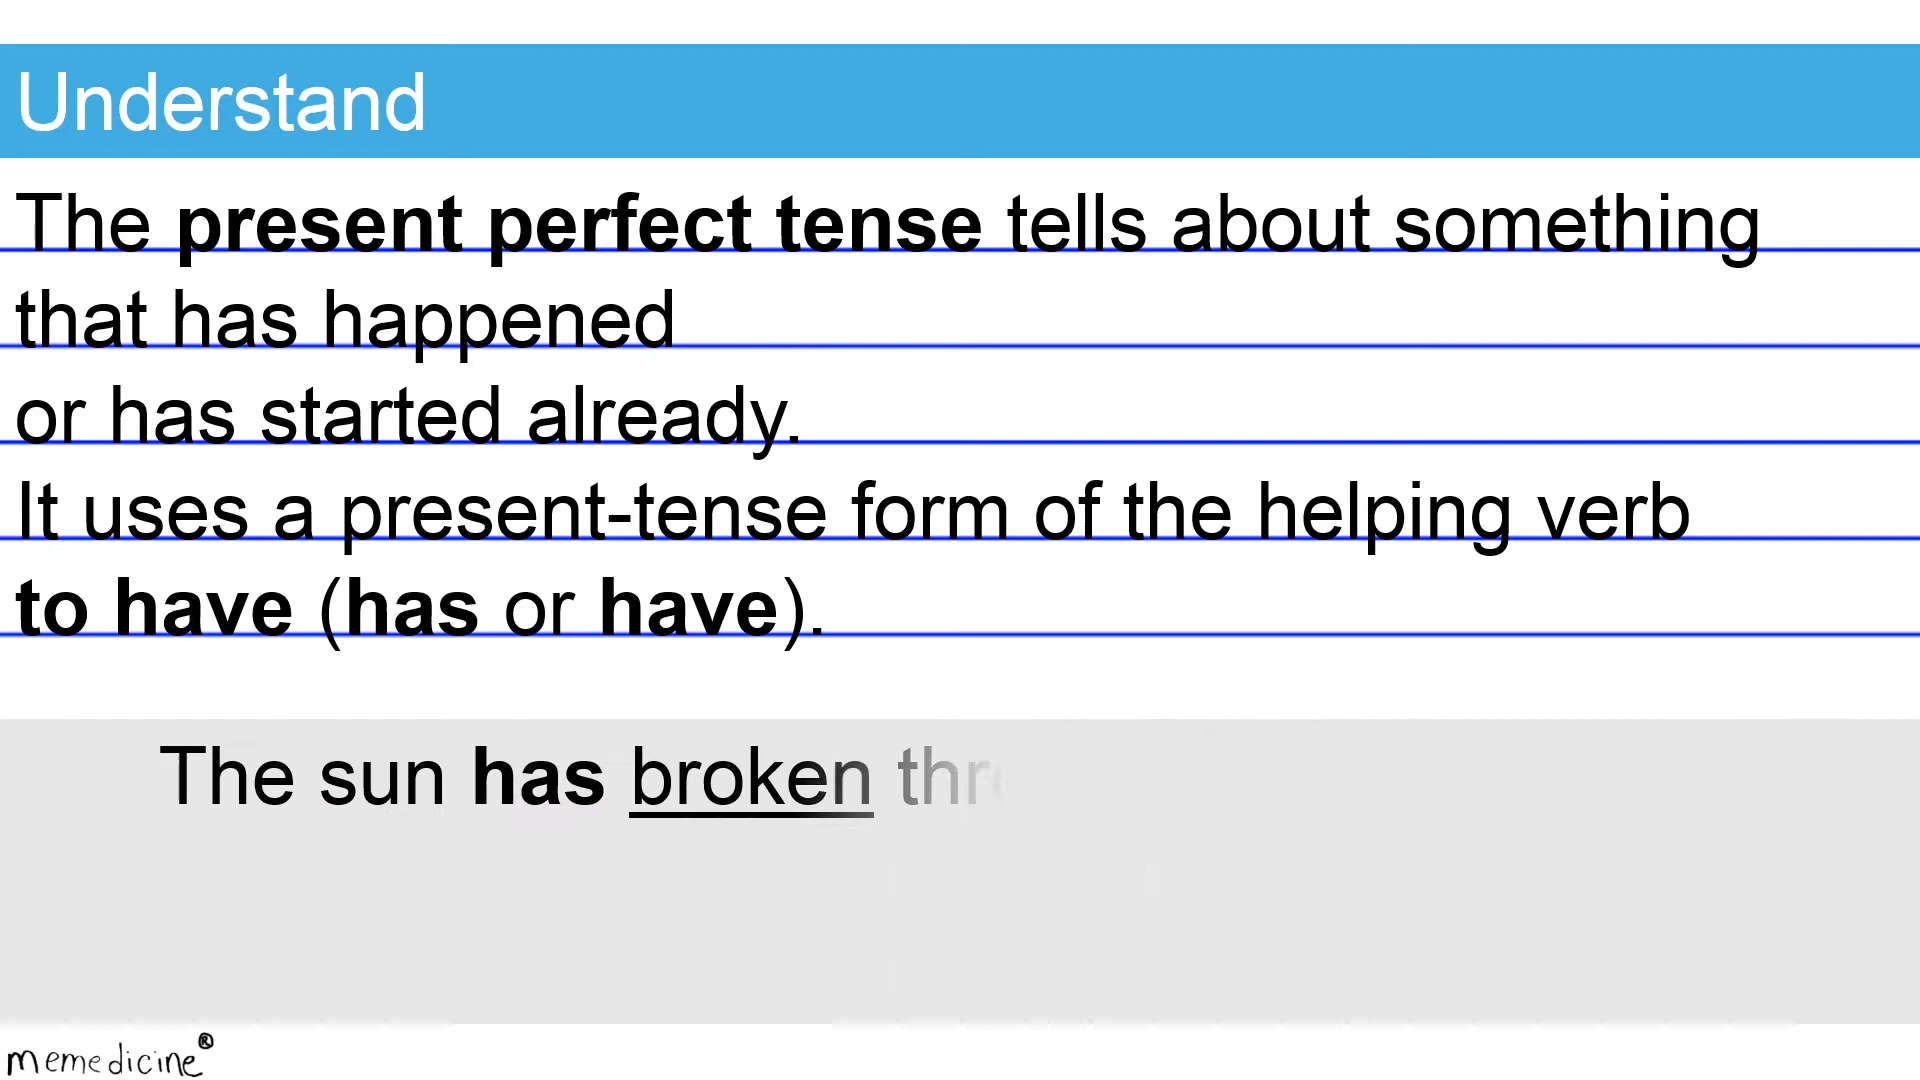 Understand
The present perfect tense tells about something
that has happened
or has started already.
It uses a present-tense form of the helping verb
to have (has or have).
The sun has broken
memedicine®